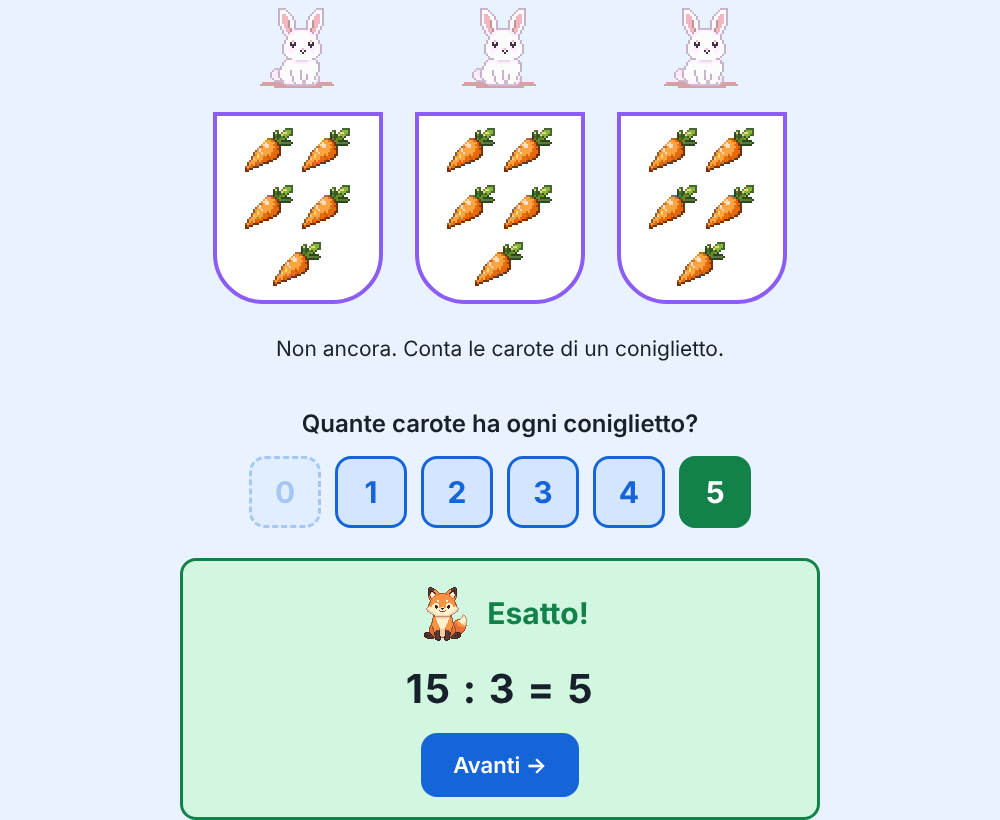 Non ancora. Conta le carote di un coniglietto.
Quante carote ha ogni coniglietto?
0 1 2 3 4 5
Esatto!
15 : 3 = 5
Avanti →